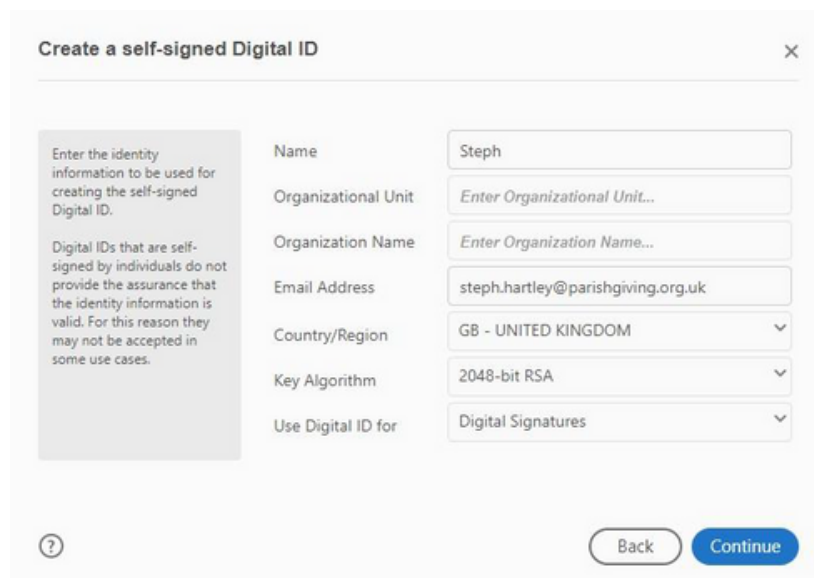 Create a self-signed Digital ID
Enter the identity
information to be used for
creating the self-signed
Digital ID.
Digital IDs that are self-
signed by individuals do not
provide the assurance that
the identity information is
valid. For this reason they
may not be accepted in
some use cases.
Name Steph
Organizational Unit Enter Organizational Unit...
Organization Name Enter Organization Name...
Email Address steph.hartley@parishgiving.org.uk
Country/Region GB - UNITED KINGDOM
Key Algorithm 2048-bit RSA
Use Digital ID for Digital Signatures
? Back Continue